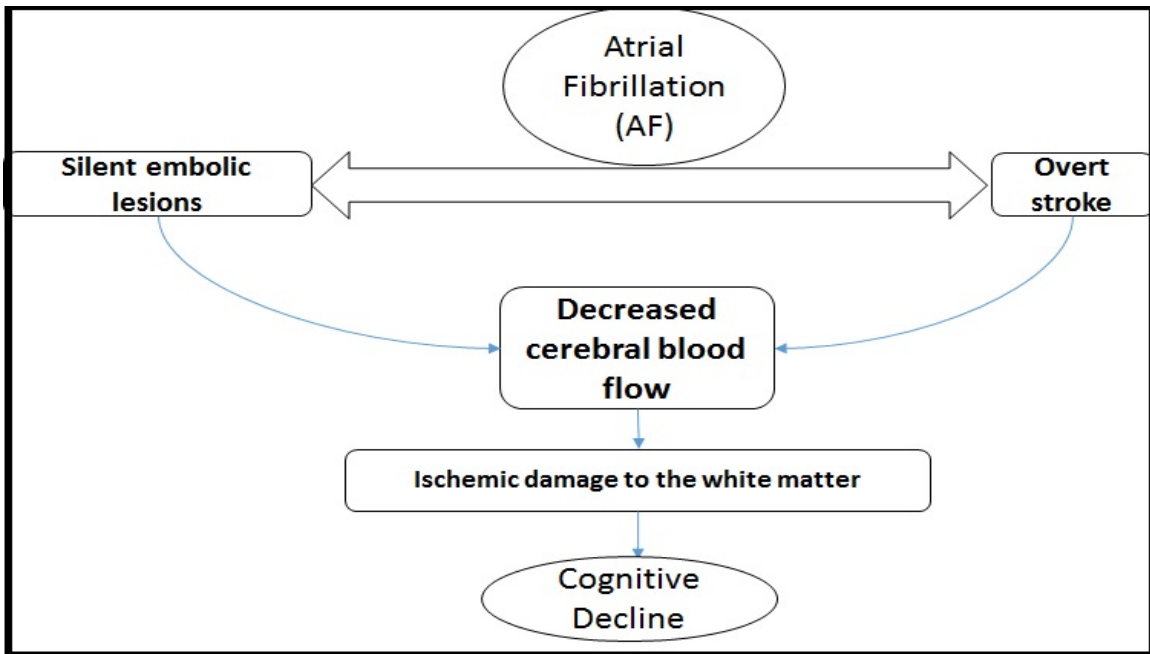 Atrial
Fibrillation
(AF)
Silent embolic
lesions
Overt
stroke
Decreased
cerebral blood
flow
Ischemic damage to the white matter
Cognitive
Decline